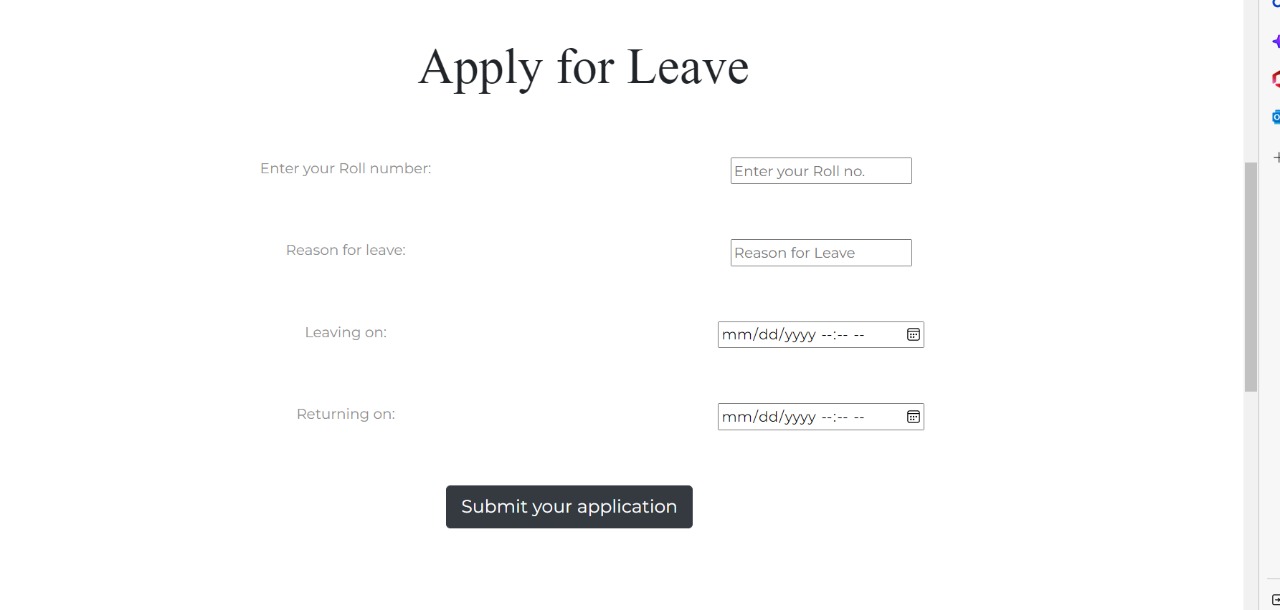 Apply for Leave
Enter your Roll number:
Enter your Roll no.
Reason for leave:
Reason for Leave
Leaving on:
mm/dd/yyyy --:-- --
Returning on:
mm/dd/yyyy --:-- --
Submit your application